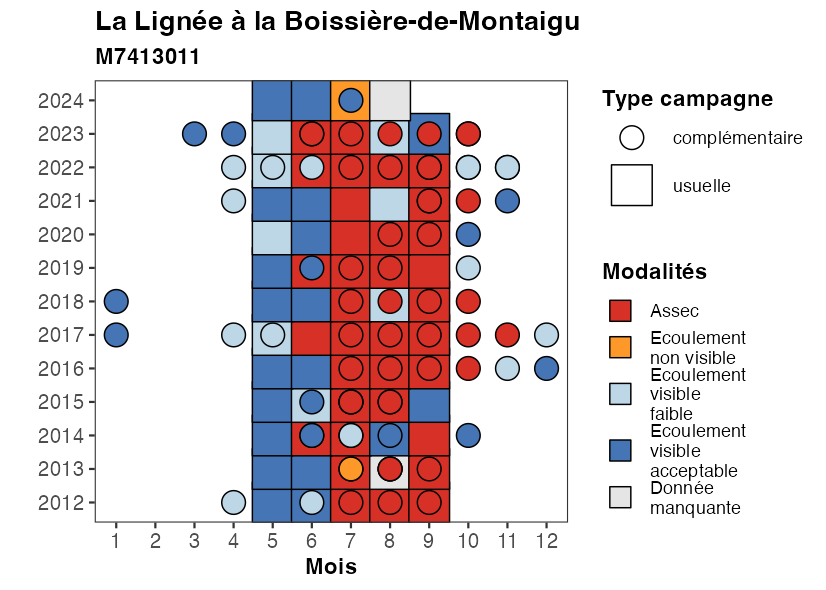 La Lignée à la Boissière-de-Montaigu
M7413011
2024
2023
2022
2021
2020
2019
2018
2017
2016
2015
2014
2013
2012
1 2 3 4 5 6 7 8 9 10 11 12
Mois
Type campagne
complémentaire
usuelle
Modalités
Assec
Ecoulement
non visible
Ecoulement
visible
faible
Ecoulement
visible
acceptable
Donnée
manquante